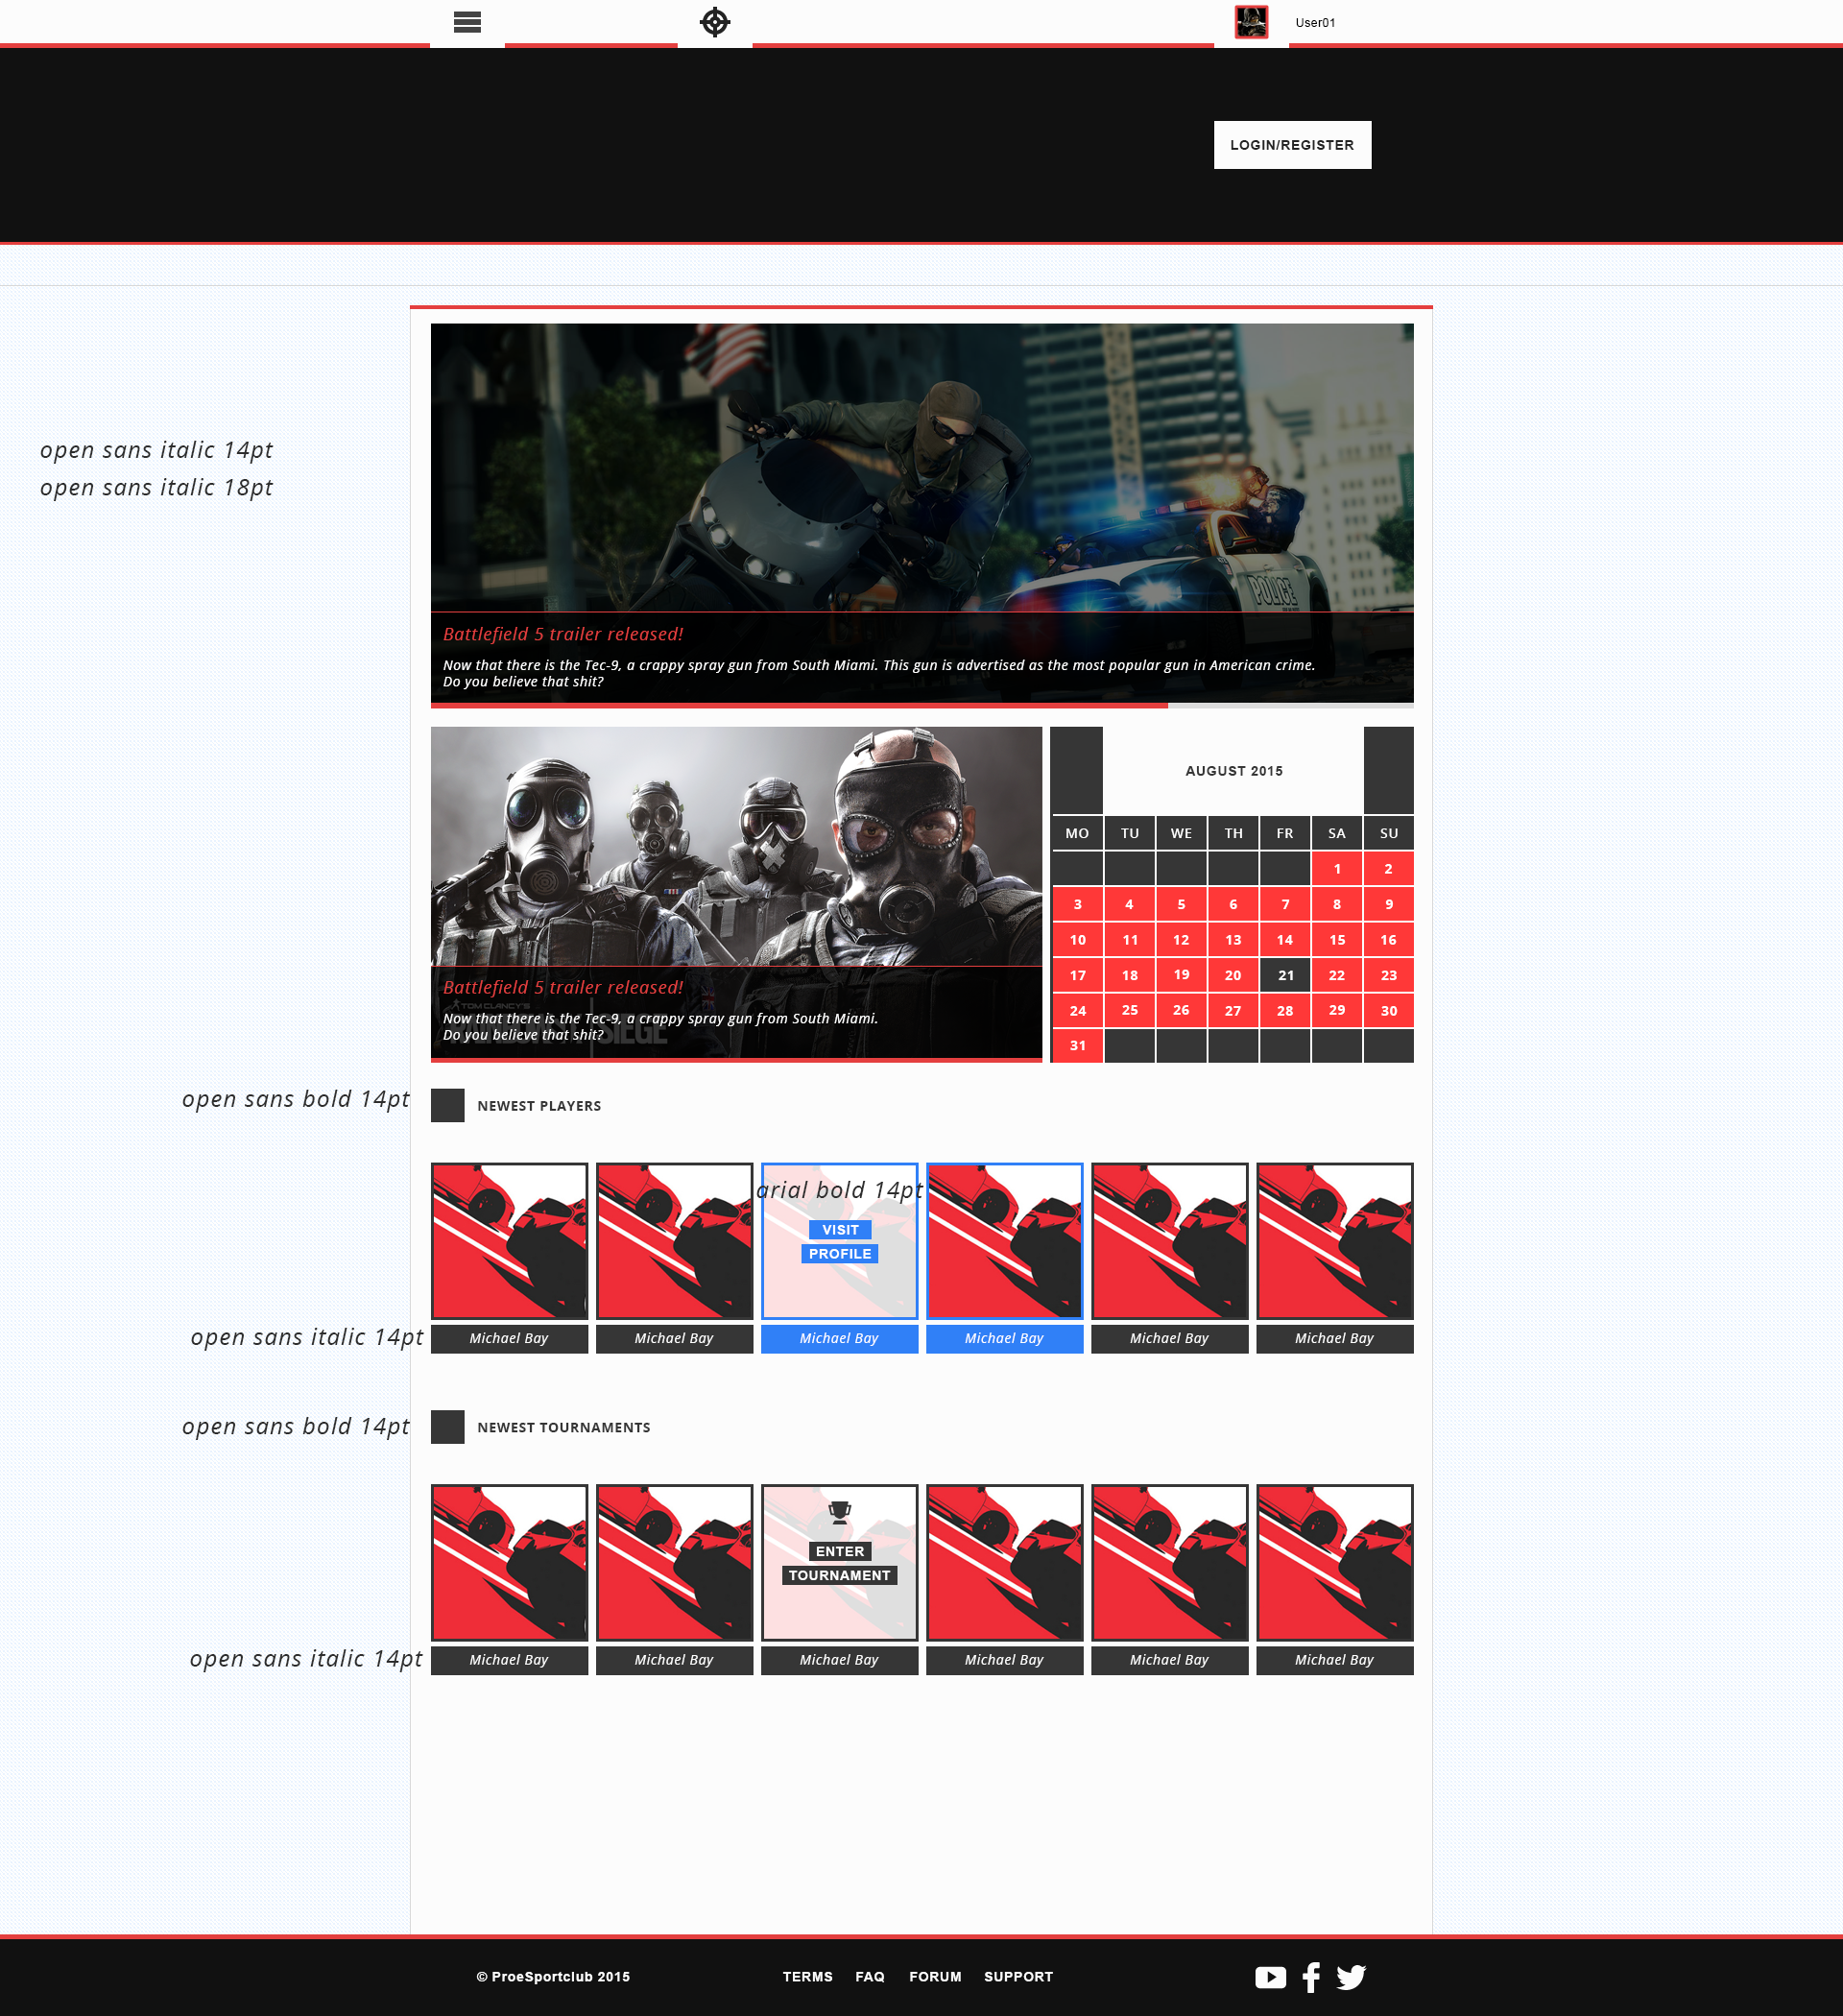 User01
LOGIN/REGISTER
open sans italic 14pt
open sans italic 18pt
POLICE
Battlefield 5 trailer released!
Now that there is the Tec-9, a crappy spray gun from South Miami. This gun is advertised as the most popular gun in American crime.
Do you believe that shit?
AUGUST 2015
MO TU WE TH FR SA SU
1 2
3 4 5 6 7 8 9
10 11 12 13 14 15 16
17 18 19 20 21 22 23
24 25 26 27 28 29 30
31
Battlefield 5 trailer released!
TOM CLANCY'S
Now that there is the Tec-9, a crappy spray gun from South Miami.
SIEGE
Do you believe that shit?
open sans bold 14pt
NEWEST PLAYERS
arial bold 14pt
VISIT
PROFILE
open sans italic 14pt
Michael Bay Michael Bay Michael Bay Michael Bay Michael Bay Michael Bay
open sans bold 14pt
NEWEST TOURNAMENTS
ENTER
TOURNAMENT
open sans italic 14pt
Michael Bay Michael Bay Michael Bay Michael Bay Michael Bay Michael Bay
© ProeSportclub 2015
TERMS FAQ FORUM SUPPORT